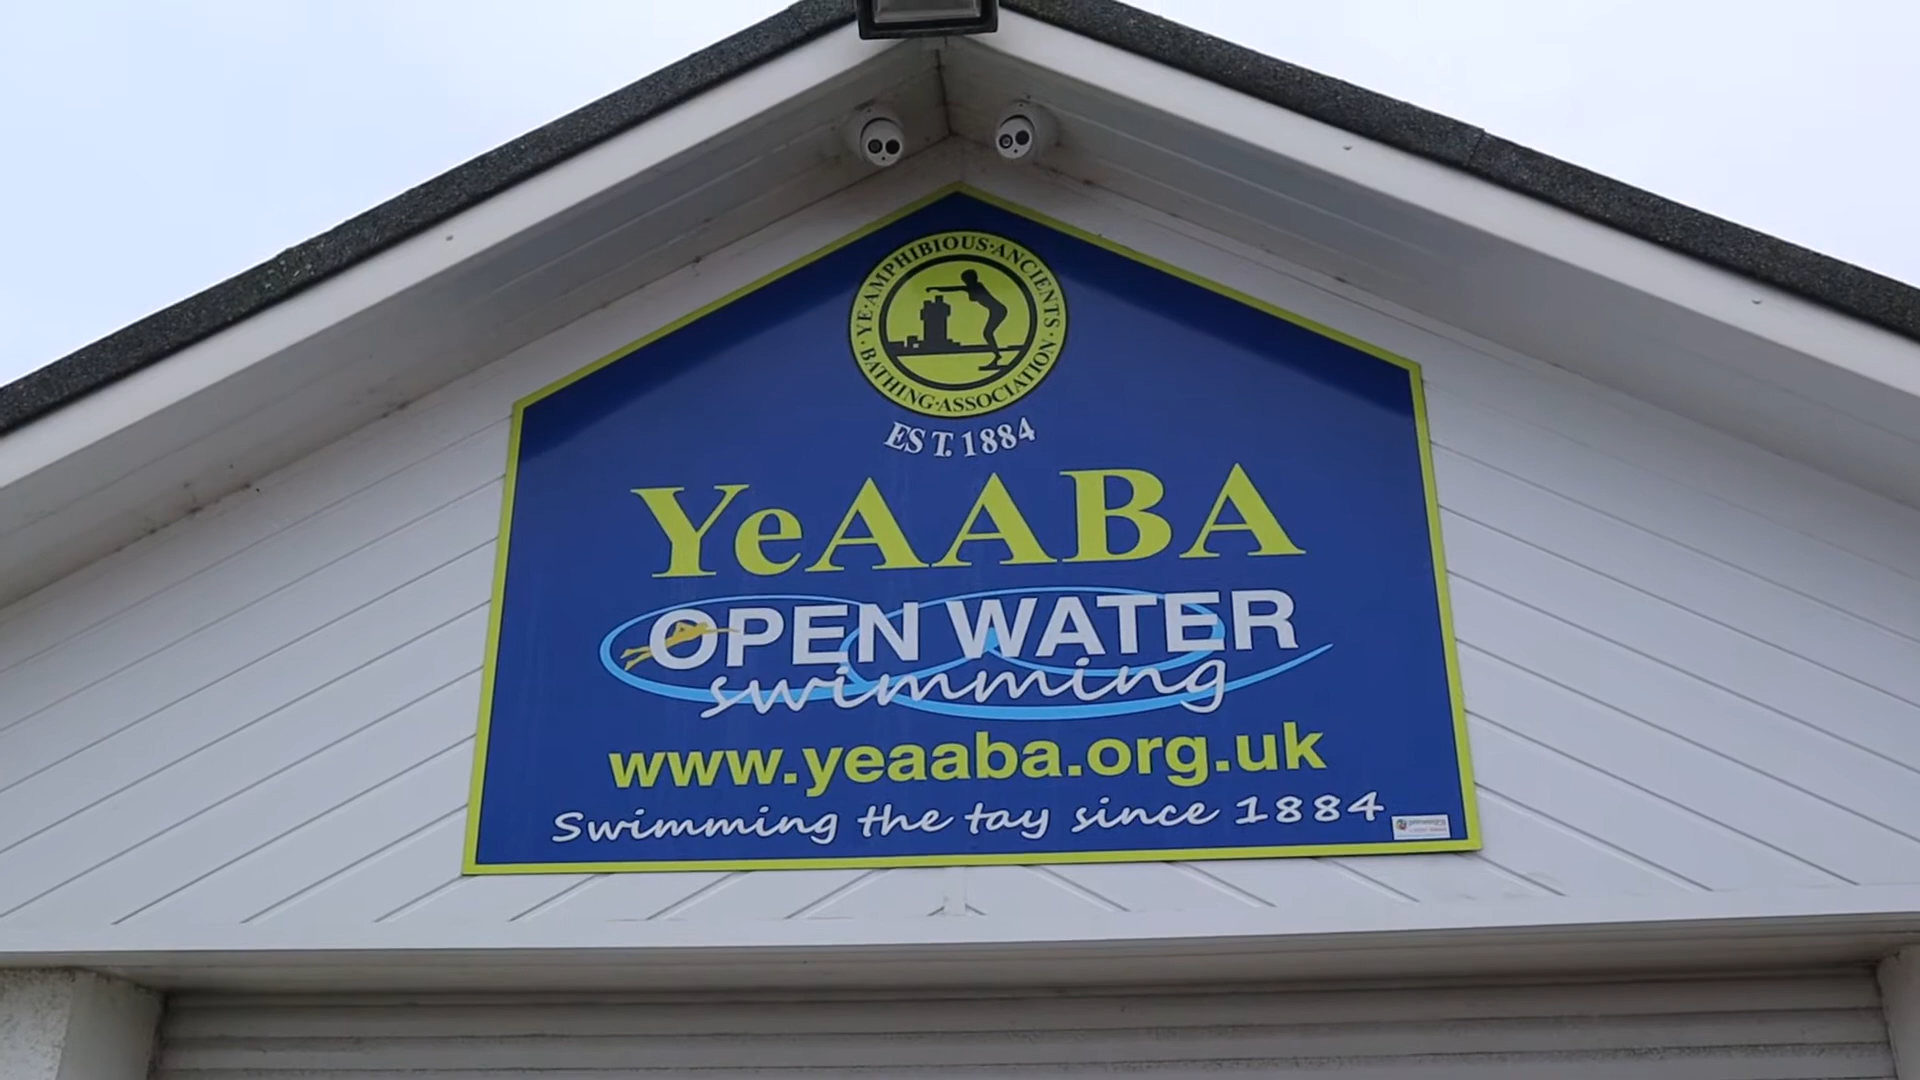 YE·AMPHIBIOUS·ANCIENTS·
BATHING·ASSOCIATION·
EST. 1884
YeAABA
OPEN WATER
swimming
www.yeaaba.org.uk
Swimming the tay since 1884